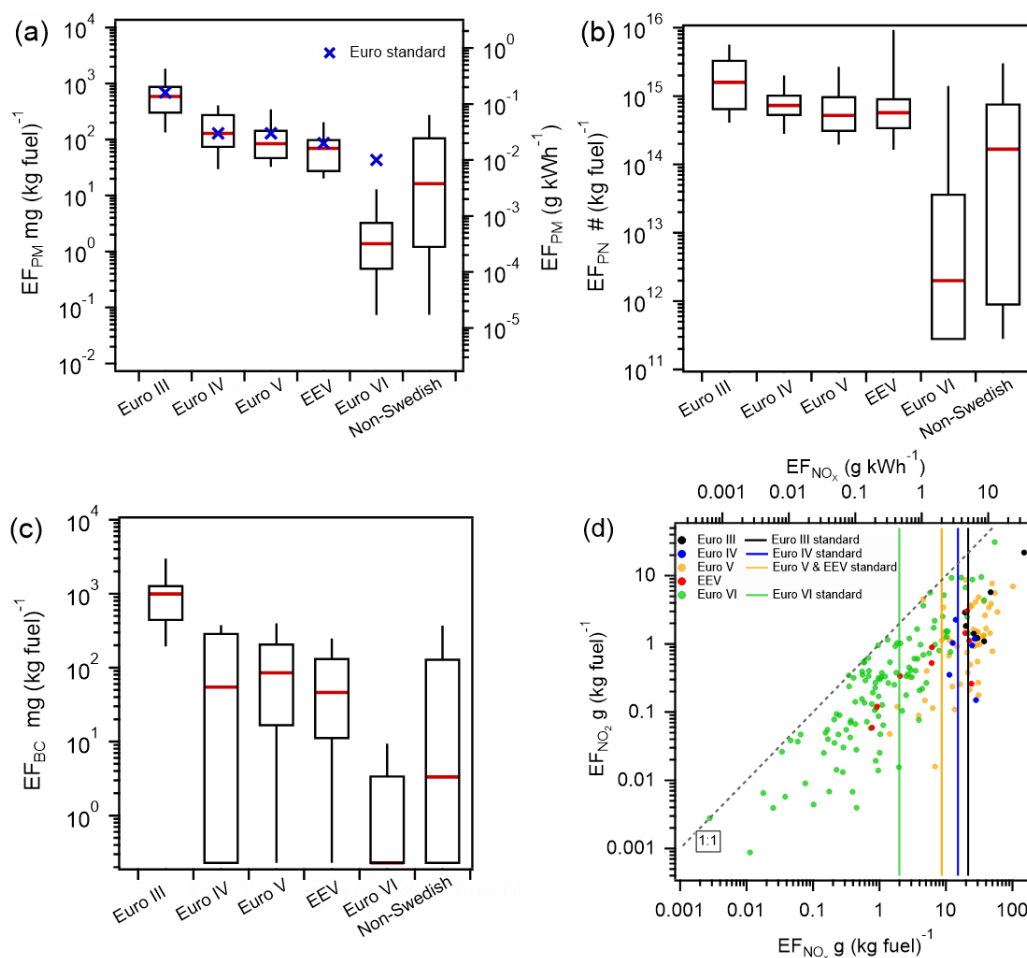 (a)
× Euro standard
EF_PM mg (kg fuel)^-1
10^4
10^3
10^2
10^1
10^0
10^-1
10^-2
10^0
10^-1
10^-2
10^-3
10^-4
10^-5
EF_PM (g kWh^-1)
Euro III
Euro IV
Euro V
EEV
Euro VI
Non-Swedish
(b)
EF_PN # (kg fuel)^-1
10^16
10^15
10^14
10^13
10^12
10^11
Euro III
Euro IV
Euro V
EEV
Euro VI
Non-Swedish
(c)
EF_BC mg (kg fuel)^-1
10^4
10^3
10^2
10^1
10^0
Euro III
Euro IV
Euro V
EEV
Euro VI
Non-Swedish
EF_NOx (g kWh^-1)
0.001 0.01 0.1 1 10
(d)
Euro III Euro III standard
Euro IV Euro IV standard
Euro V Euro V & EEV standard
EEV
Euro VI Euro VI standard
EF_NO2 g (kg fuel)^-1
10
1
0.1
0.01
0.001
1:1
0.001 0.01 0.1 1 10 100
EF_NOx g (kg fuel)^-1